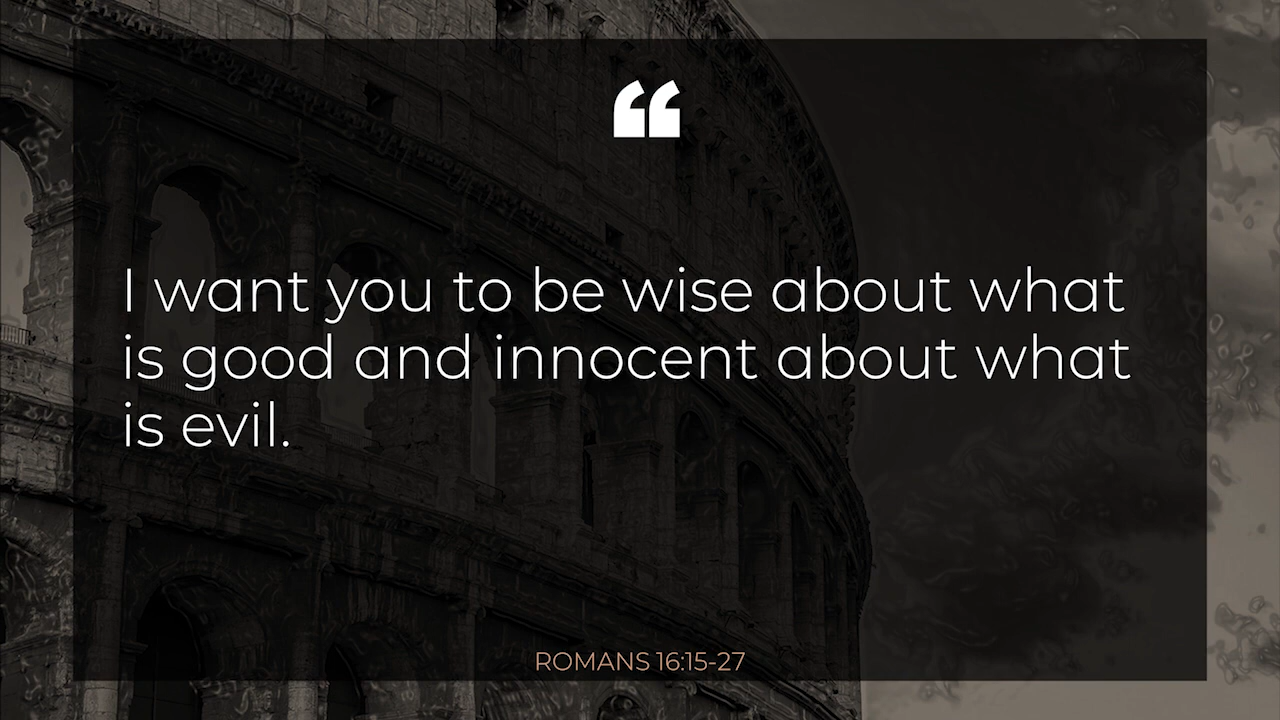 “
I want you to be wise about what
is good and innocent about what
is evil.
ROMANS 16:15-27